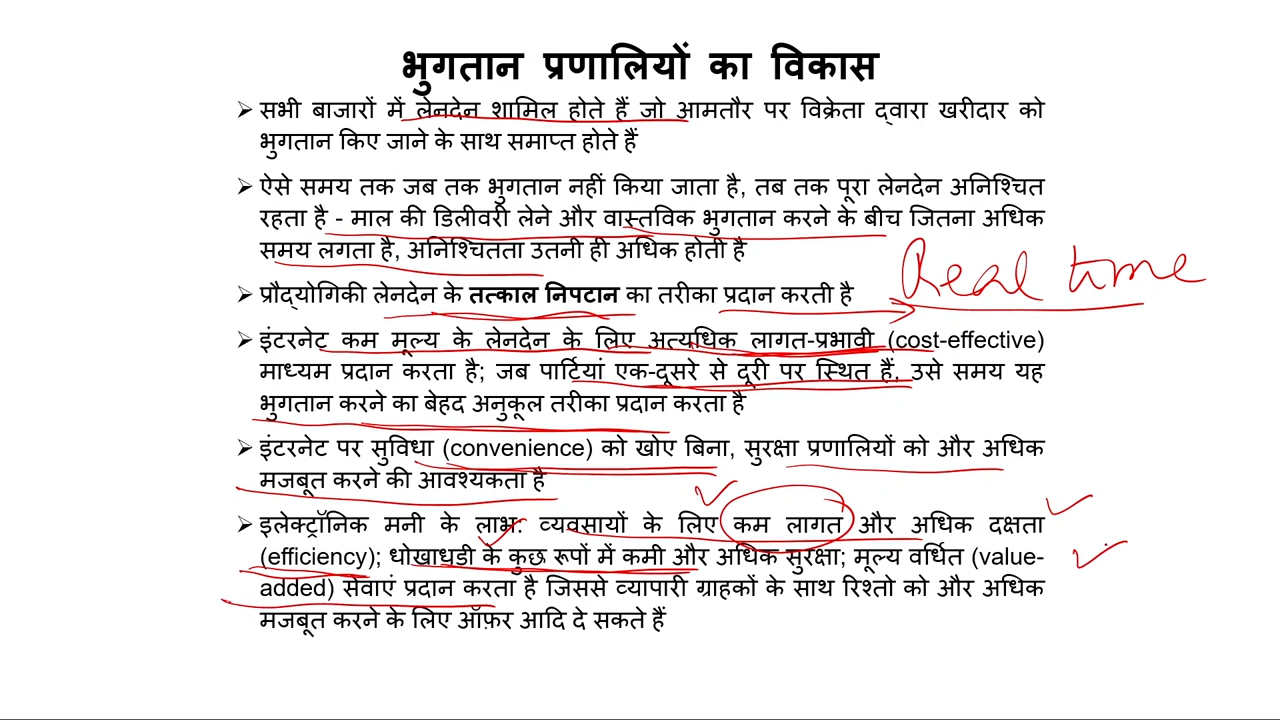 भुगतान प्रणालियों का विकास
➢ सभी बाजारों में लेनदेन शामिल होते हैं जो आमतौर पर विक्रेता द्वारा खरीदार को
भुगतान किए जाने के साथ समाप्त होते हैं
➢ ऐसे समय तक जब तक भुगतान नहीं किया जाता है, तब तक पूरा लेनदेन अनिश्चित
रहता है - माल की डिलीवरी लेने और वास्तविक भुगतान करने के बीच जितना अधिक
समय लगता है, अनिश्चितता उतनी ही अधिक होती है
Real time
➢ प्रौद्योगिकी लेनदेन के तत्काल निपटान का तरीका प्रदान करती है
➢ इंटरनेट कम मूल्य के लेनदेन के लिए अत्यधिक लागत-प्रभावी (cost-effective)
माध्यम प्रदान करता है; जब पार्टियां एक-दूसरे से दूरी पर स्थित हैं, उसे समय यह
भुगतान करने का बेहद अनुकूल तरीका प्रदान करता है
➢ इंटरनेट पर सुविधा (convenience) को खोए बिना, सुरक्षा प्रणालियों को और अधिक
मजबूत करने की आवश्यकता है
➢ इलेक्ट्रॉनिक मनी के लाभ: व्यवसायों के लिए कम लागत और अधिक दक्षता
(efficiency); धोखाधड़ी के कुछ रूपों में कमी और अधिक सुरक्षा; मूल्य वर्धित (value-
added) सेवाएं प्रदान करता है जिससे व्यापारी ग्राहकों के साथ रिश्तो को और अधिक
मजबूत करने के लिए ऑफ़र आदि दे सकते हैं